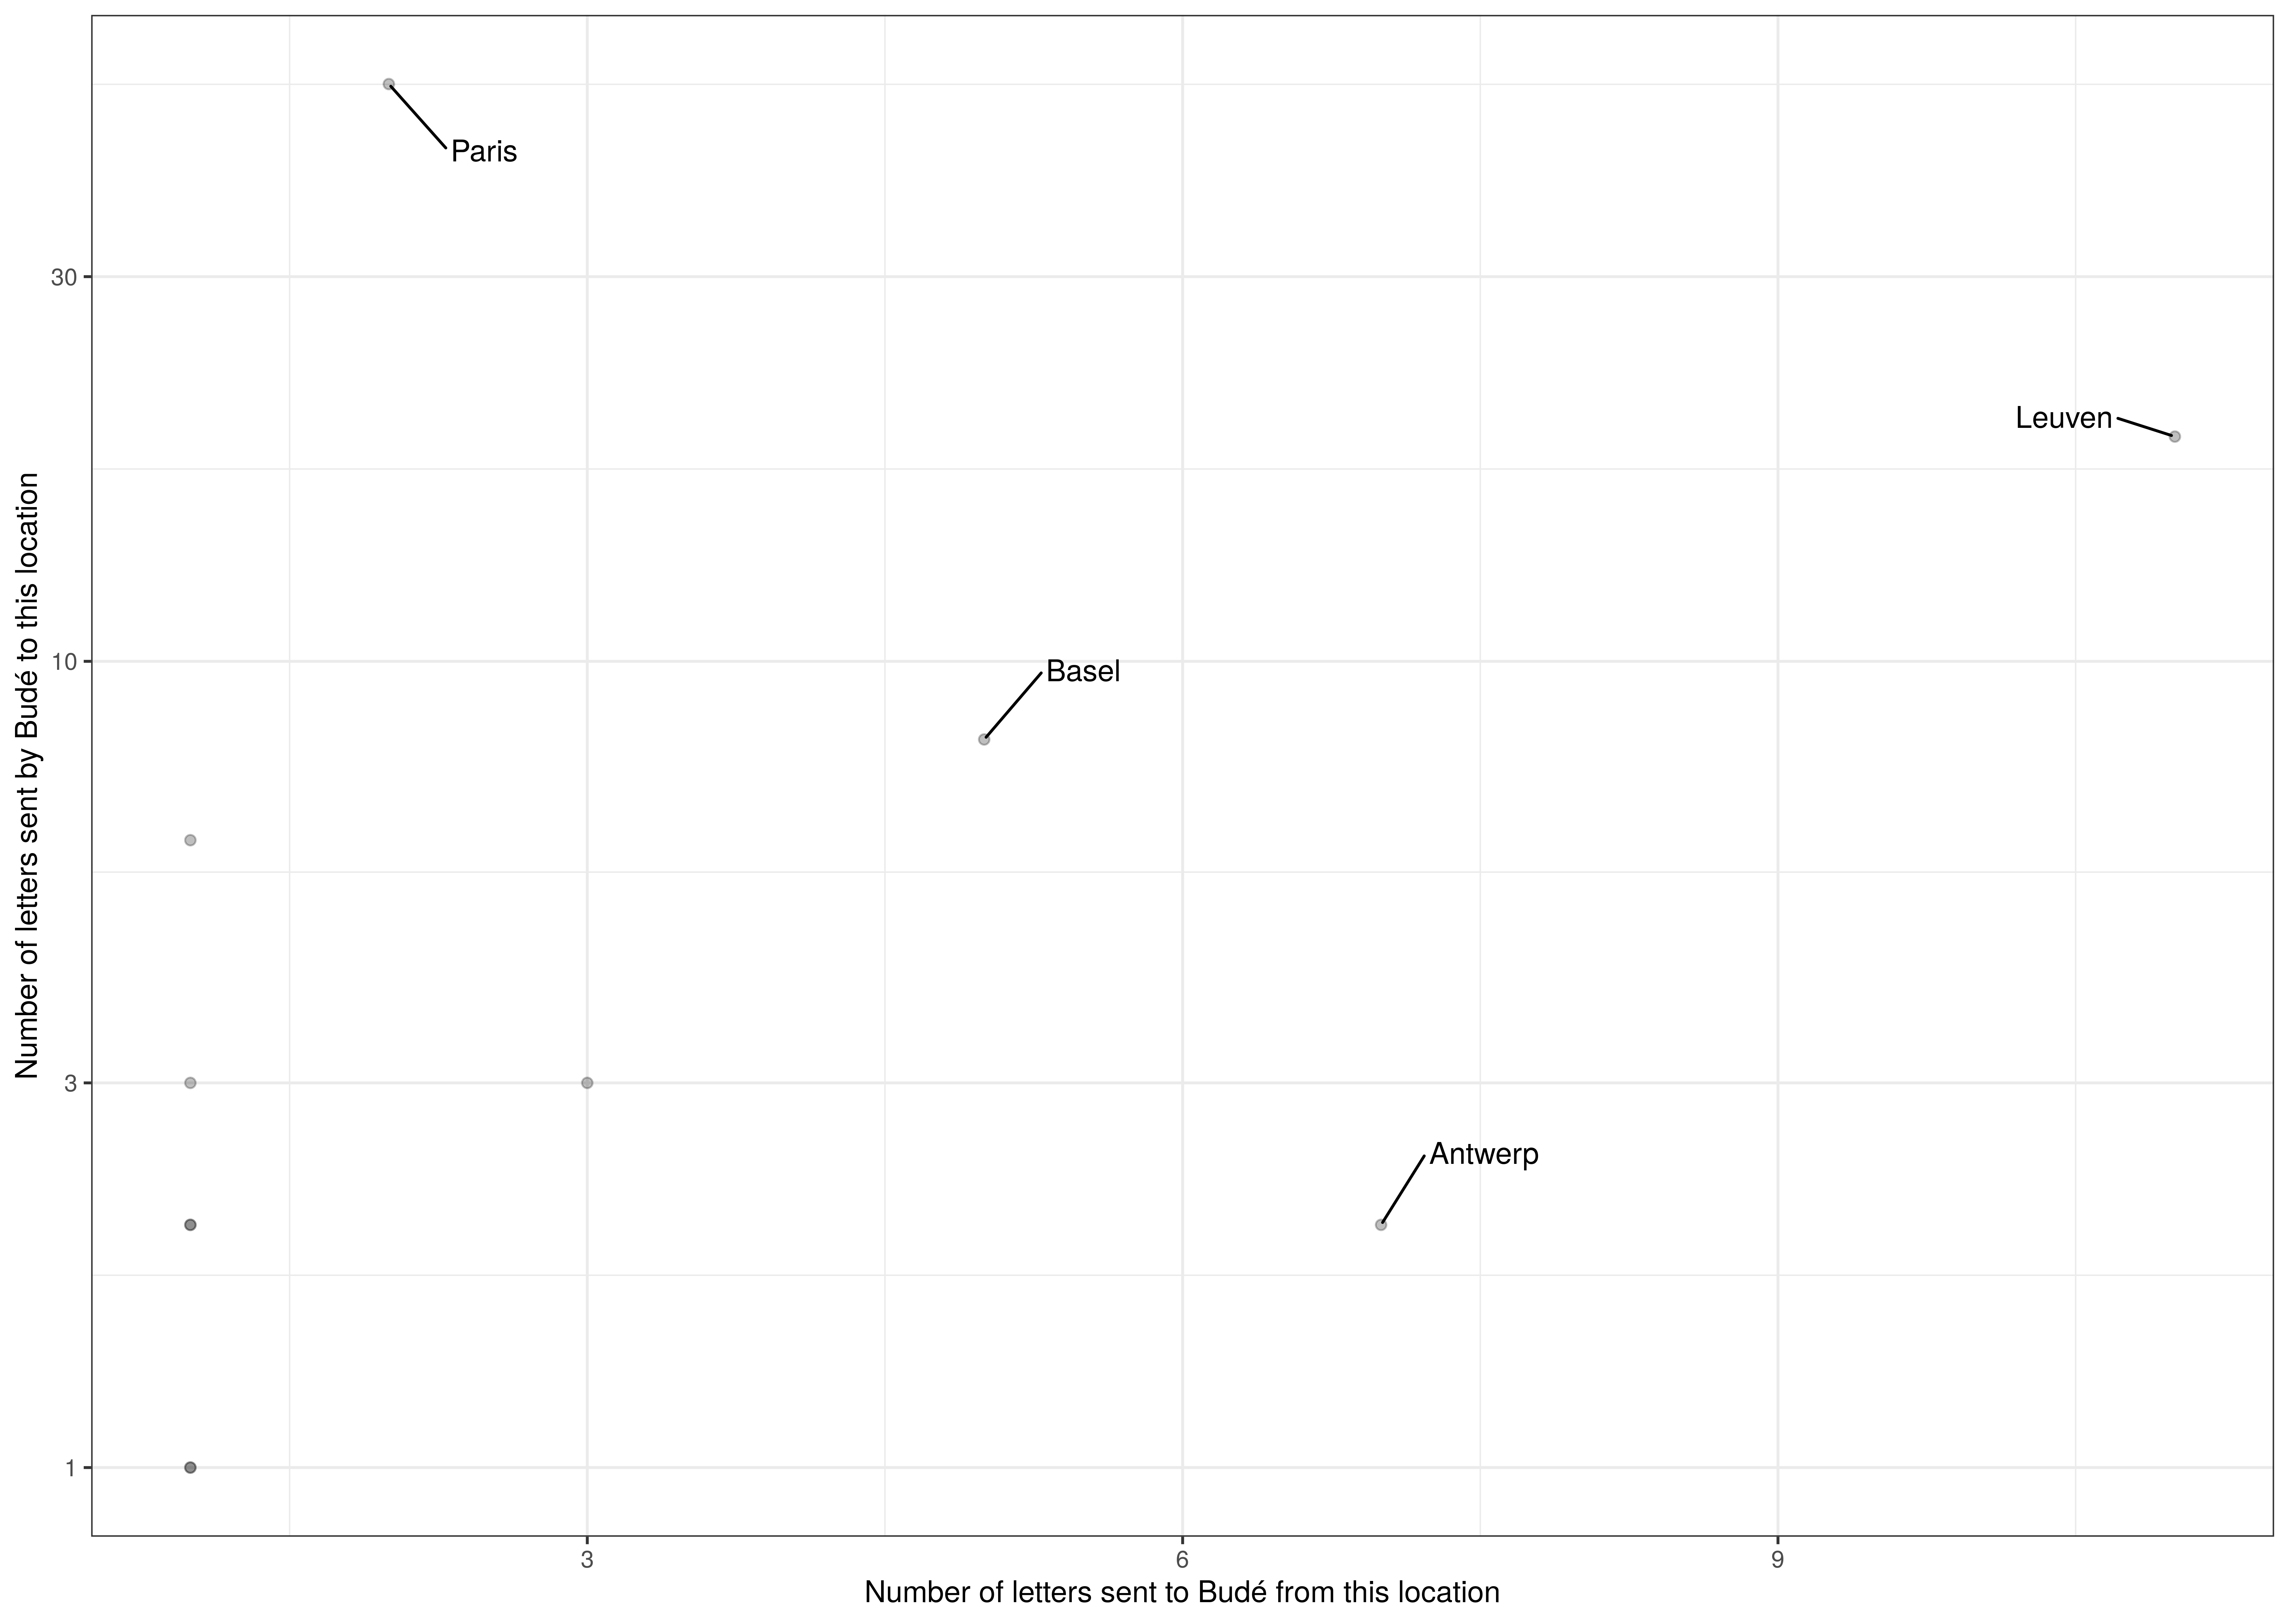 Paris
30
Leuven
Number of letters sent by Budé to this location
10
Basel
3
Antwerp
1
3
6
9
Number of letters sent to Budé from this location